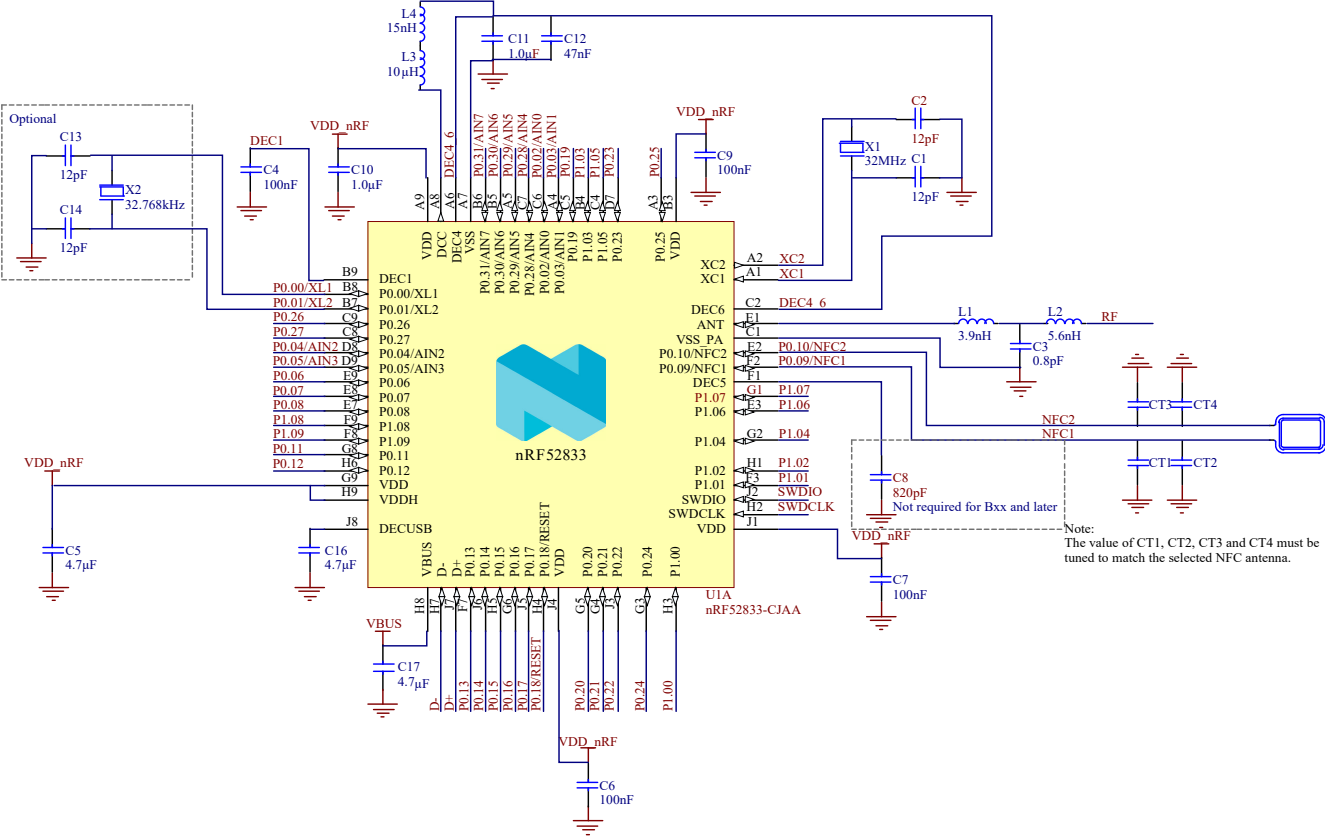 L4
15nH
L3
10µH
C11
1.0µF
C12
47nF
Optional
C13
12pF
X2
32.768kHz
C14
12pF
DEC1
C4
100nF
VDD_nRF
C10
1.0µF
DEC4_6
P0.31/AIN7
P0.30/AIN6
P0.29/AIN5
P0.28/AIN4
P0.02/AIN0
P0.03/AIN1
P0.19
P1.03
P1.05
P0.23
P0.25
VDD_nRF
C9
100nF
C2
12pF
X1
32MHz
C1
12pF
A9
A8
A6
A7
B6
B5
A5
C7
C6
A4
C5
B4
C4
D7
A3
B3
VDD
DCC
DEC4
VSS
P0.31/AIN7
P0.30/AIN6
P0.29/AIN5
P0.28/AIN4
P0.02/AIN0
P0.03/AIN1
P0.19
P1.03
P1.05
P0.23
P0.25
VDD
B9 DEC1
P0.00/XL1 B8 P0.00/XL1
P0.01/XL2 B7 P0.01/XL2
P0.26 C9 P0.26
P0.27 C8 P0.27
P0.04/AIN2 D8 P0.04/AIN2
P0.05/AIN3 D9 P0.05/AIN3
P0.06 E9 P0.06
P0.07 E8 P0.07
P0.08 E7 P0.08
P1.08 F9 P1.08
P1.09 F8 P1.09
P0.11 G8 P0.11
P0.12 H6 P0.12
G9 VDD
H9 VDDH
J8 DECUSB
XC2 A2 XC2
XC1 A1 XC1
DEC6 C2 DEC4_6
ANT E1
VSS_PA C1
P0.10/NFC2 E2 P0.10/NFC2
P0.09/NFC1 F2 P0.09/NFC1
DEC5 F1
P1.07 G1 P1.07
P1.06 E3 P1.06
P1.04 G2 P1.04
P1.02 H1 P1.02
P1.01 F3 P1.01
SWDIO J2 SWDIO
SWDCLK H2 SWDCLK
VDD J1
nRF52833
L1
3.9nH
L2
5.6nH
RF
C3
0.8pF
CT3
CT4
NFC2
NFC1
CT1
CT2
C8
820pF
Not required for Bxx and later
Note:
The value of CT1, CT2, CT3 and CT4 must be
tuned to match the selected NFC antenna.
VDD_nRF
C5
4.7µF
C16
4.7µF
VDD_nRF
C7
100nF
VBUS
D-
D+
P0.13
P0.14
P0.15
P0.16
P0.17
P0.18/RESET
VDD
P0.20
P0.21
P0.22
P0.24
P1.00
U1A
nRF52833-CJAA
H8
H7
J7
F7
J6
H5
G6
J5
H4
J4
G5
G4
J3
G3
H3
VBUS
C17
4.7µF
D-
D+
P0.13
P0.14
P0.15
P0.16
P0.17
P0.18/RESET
P0.20
P0.21
P0.22
P0.24
P1.00
VDD_nRF
C6
100nF